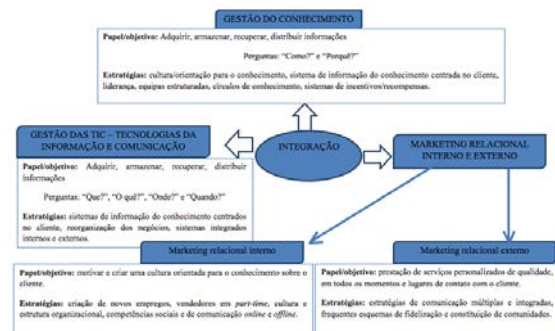 GESTÃO DO CONHECIMENTO
Papel/objetivo: Adquirir, armazenar, recuperar, distribuir informações
Perguntas: “Como?” e “Porquê?”
Estratégias: cultura/orientação para o conhecimento, sistema de informação do conhecimento centrada no cliente,
liderança, equipas estruturadas, círculos de conhecimento, sistemas de incentivos/recompensas.
GESTÃO DAS TIC – TECNOLOGIAS DA
INFORMAÇÃO E COMUNICAÇÃO
INTEGRAÇÃO
MARKETING RELACIONAL
INTERNO E EXTERNO
Papel/objetivo: Adquirir, armazenar, recuperar, distribuir
informações
Perguntas: “Que?”, “O quê?”, “Onde?” e “Quando?”
Estratégias: sistemas de informação do conhecimento centrados
no cliente, reorganização dos negócios, sistemas integrados
internos e externos.
Marketing relacional interno
Papel/objetivo: motivar e criar uma cultura orientada para o conhecimento sobre o
cliente.
Estratégias: criação de novos empregos, vendedores em part-time, cultura e
estrutura organizacional, competências sociais e de comunicação online e offline.
Marketing relacional externo
Papel/objetivo: prestação de serviços personalizados de qualidade,
em todos os momentos e lugares de contato com o cliente.
Estratégias: estratégias de comunicação múltiplas e integradas,
frequentes esquemas de fidelização e constituição de comunidades.